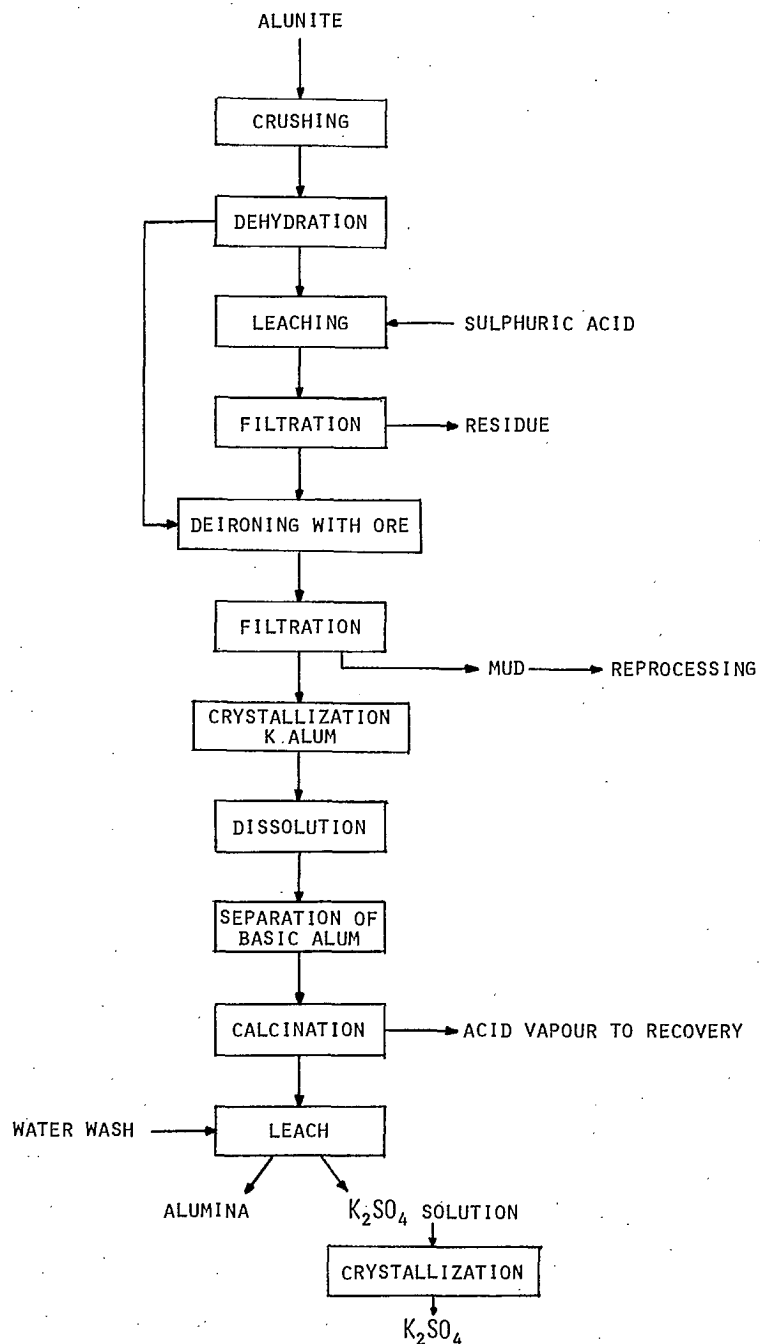 ALUNITE
CRUSHING
DEHYDRATION
LEACHING
SULPHURIC ACID
FILTRATION
RESIDUE
DEIRONING WITH ORE
FILTRATION
MUD
REPROCESSING
CRYSTALLIZATION
K.ALUM
DISSOLUTION
SEPARATION OF
BASIC ALUM
CALCINATION
ACID VAPOUR TO RECOVERY
WATER WASH
LEACH
ALUMINA
K₂SO₄ SOLUTION
CRYSTALLIZATION
K₂SO₄